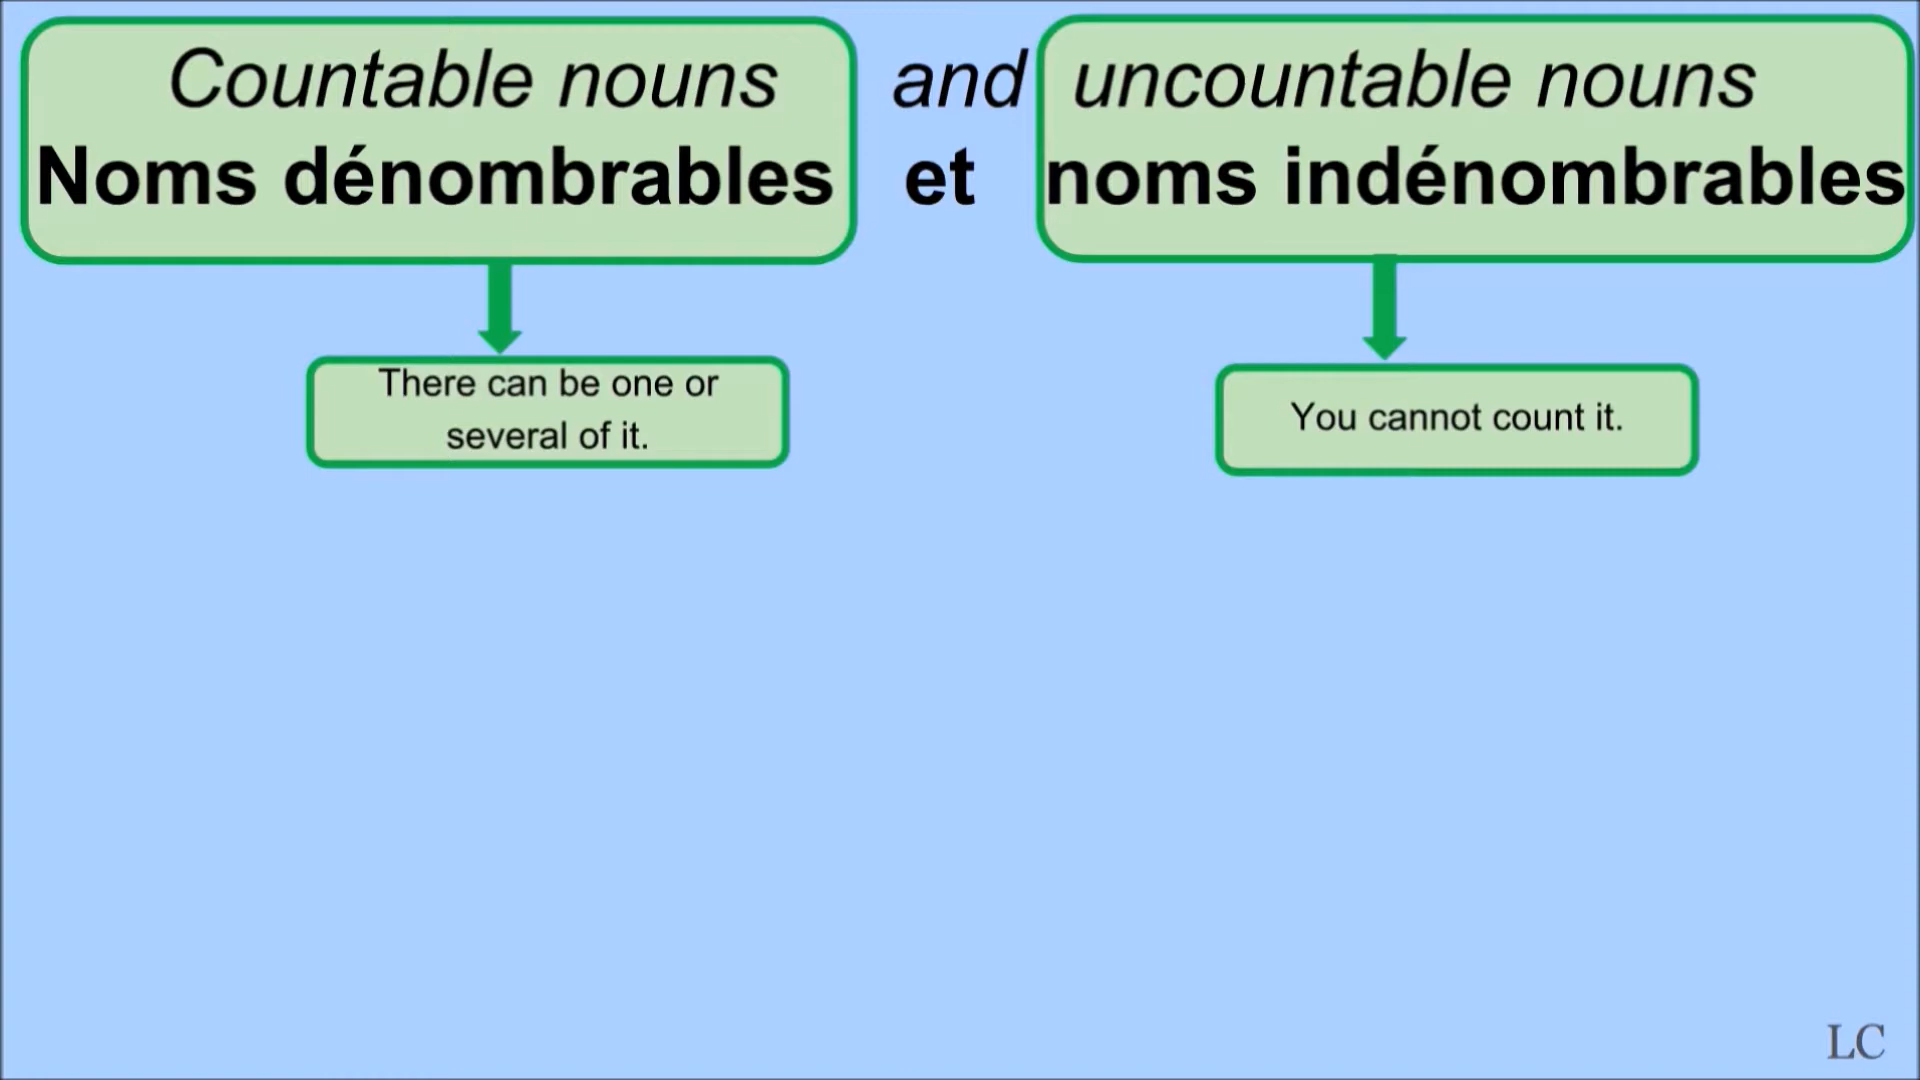 Countable nouns and uncountable nouns
Noms dénombrables et noms indénombrables
There can be one or
several of it.
You cannot count it.
LC